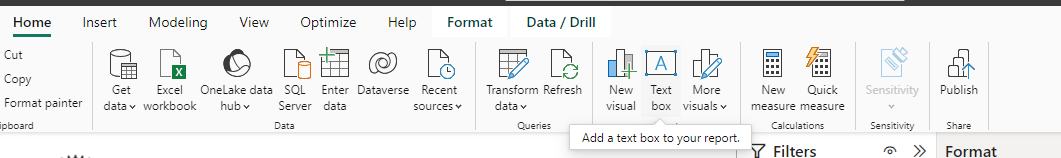 Home Insert Modeling View Optimize Help Format Data / Drill
Cut
Copy
Format painter
Get data
Excel workbook
OneLake data hub
SQL Server
Enter data
Dataverse
Recent sources
Transform data
Refresh
New visual
Text box
More visuals
New measure
Quick measure
Sensitivity
Publish
ipboard Data Queries Calculations Sensitivity Share
Add a text box to your report.
Filters
Format